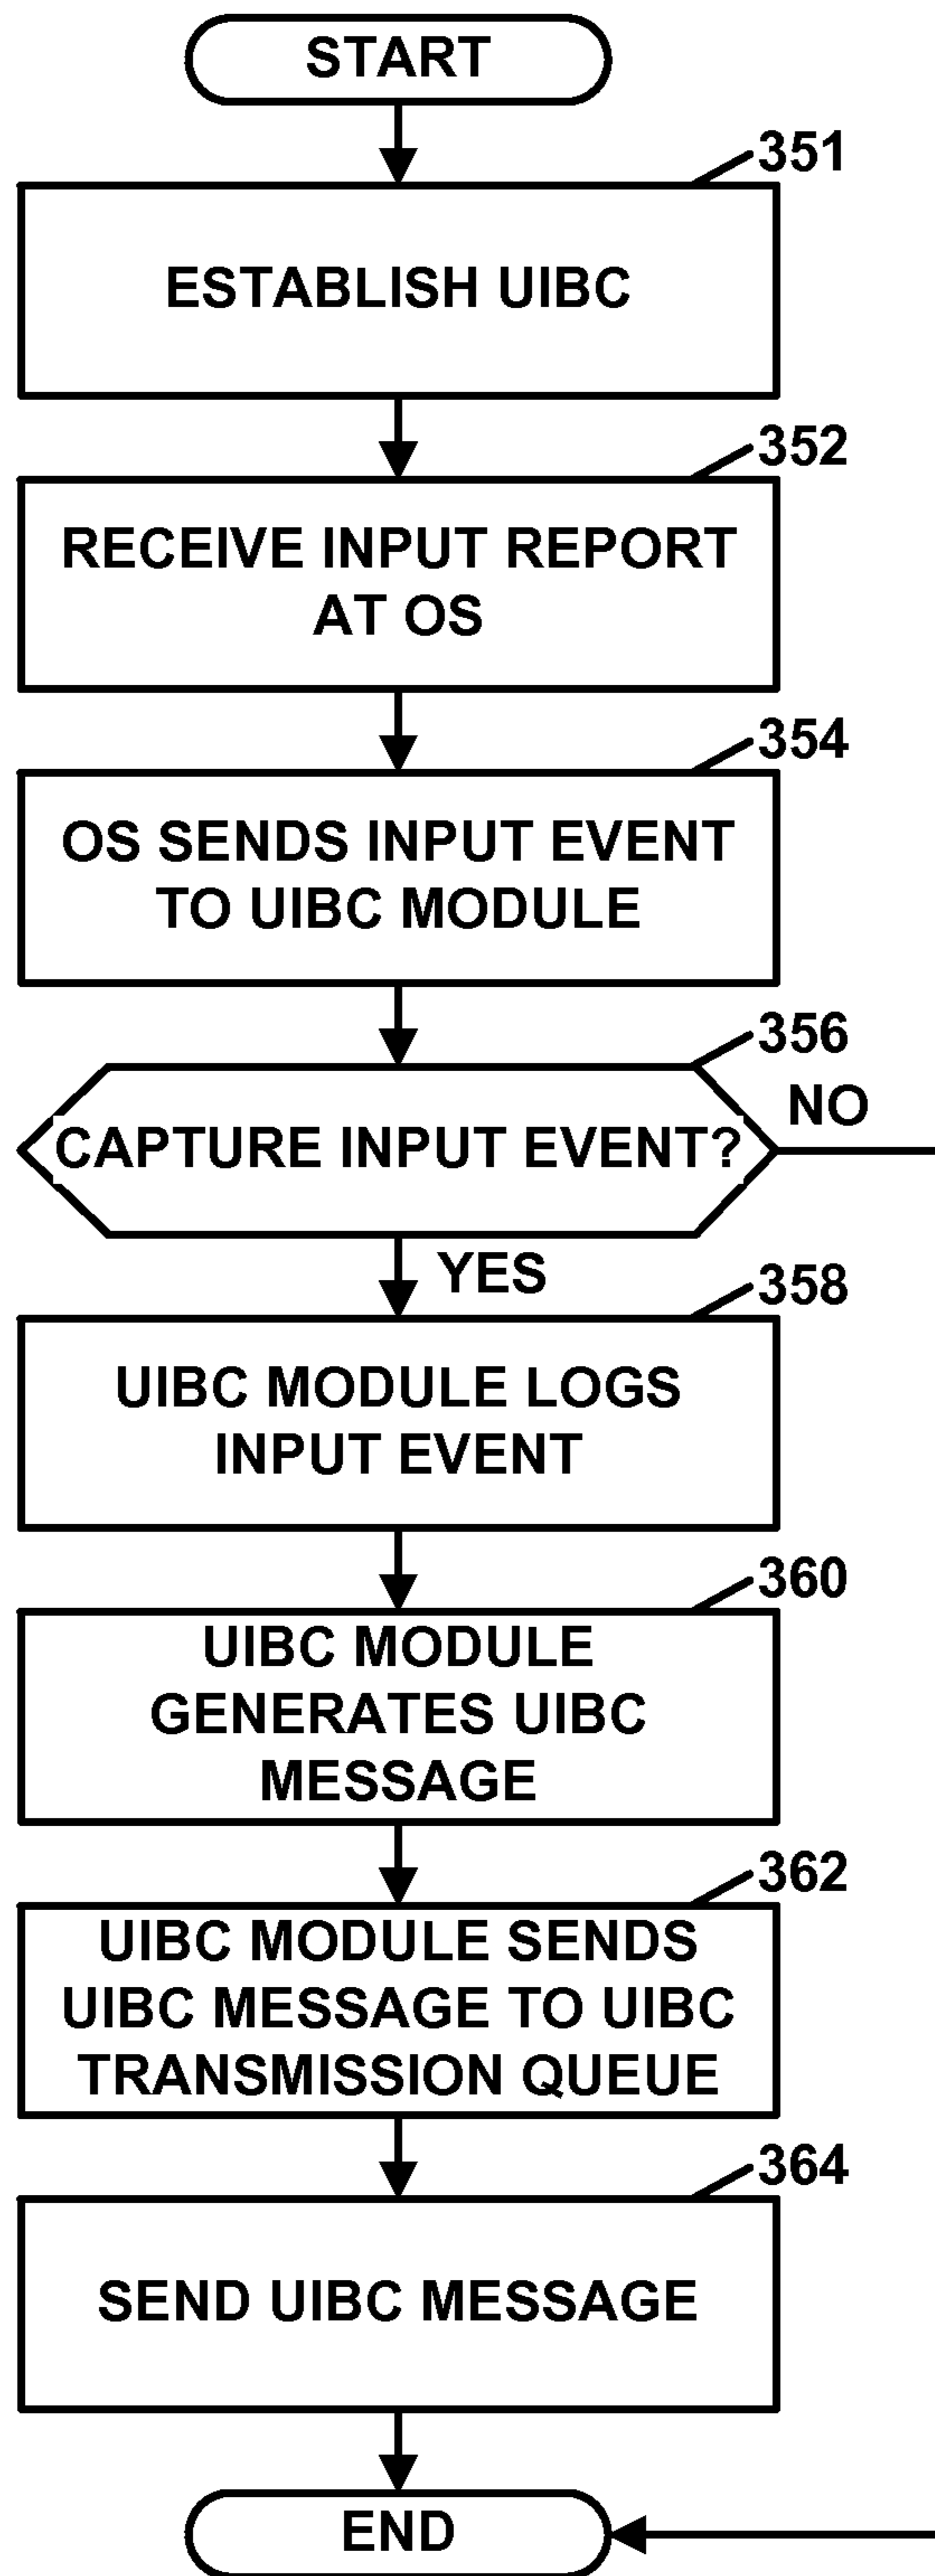 START
351
ESTABLISH UIBC
352
RECEIVE INPUT REPORT
AT OS
354
OS SENDS INPUT EVENT
TO UIBC MODULE
356
CAPTURE INPUT EVENT?
NO
YES
358
UIBC MODULE LOGS
INPUT EVENT
360
UIBC MODULE
GENERATES UIBC
MESSAGE
362
UIBC MODULE SENDS
UIBC MESSAGE TO UIBC
TRANSMISSION QUEUE
364
SEND UIBC MESSAGE
END